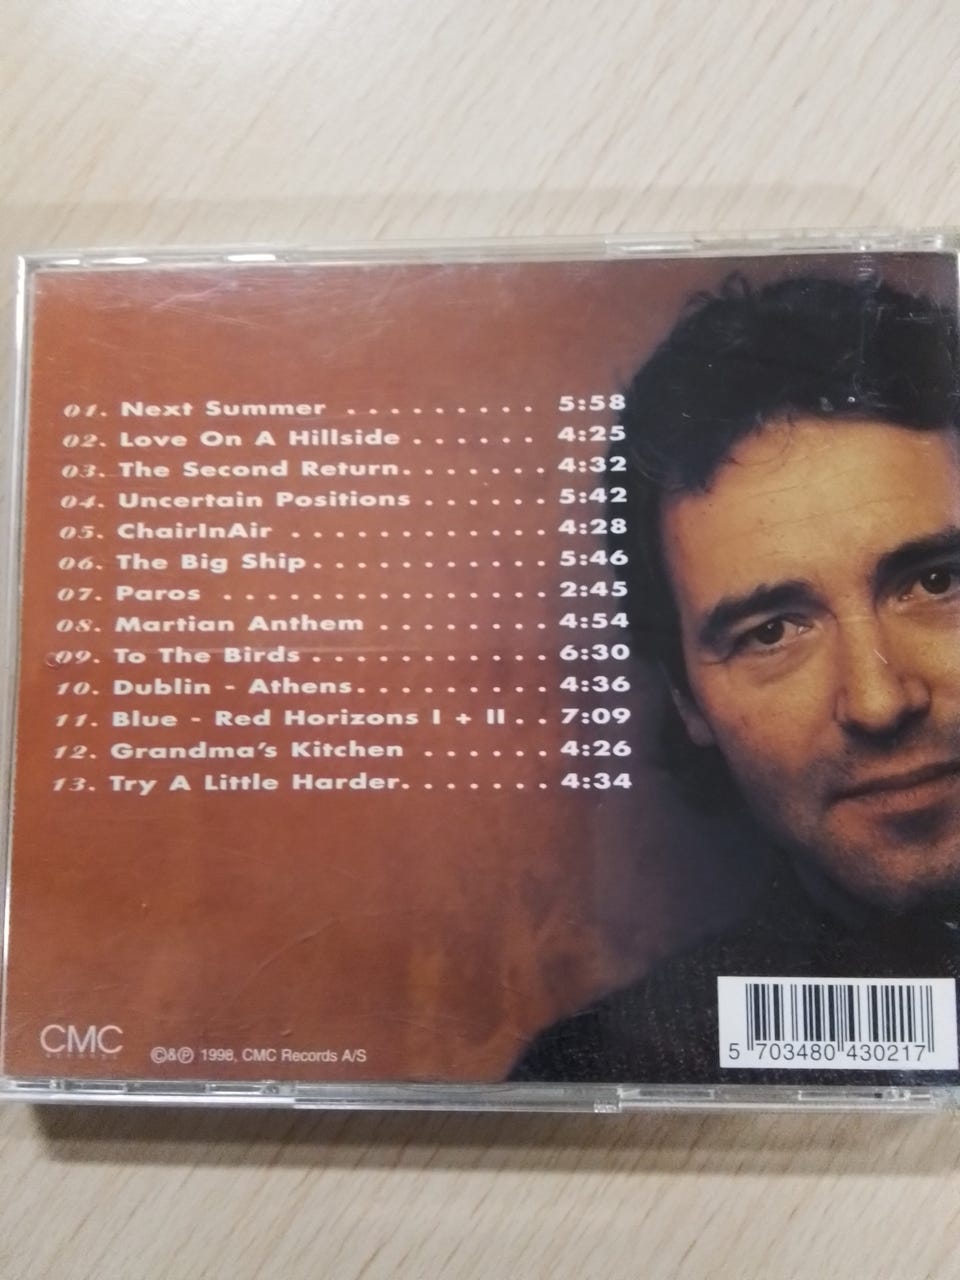 01. Next Summer ......... 5:58
02. Love On A Hillside ...... 4:25
03. The Second Return....... 4:32
04. Uncertain Positions ...... 5:42
05. ChairInAir ............ 4:28
06. The Big Ship........... 5:46
07. Paros ............... 2:45
08. Martian Anthem ........ 4:54
09. To The Birds ........... 6:30
10. Dublin - Athens......... 4:36
11. Blue - Red Horizons I + II.. 7:09
12. Grandma's Kitchen ...... 4:26
13. Try A Little Harder....... 4:34
CMC
RECORDS
©&℗ 1998, CMC Records A/S
5 703480 430217